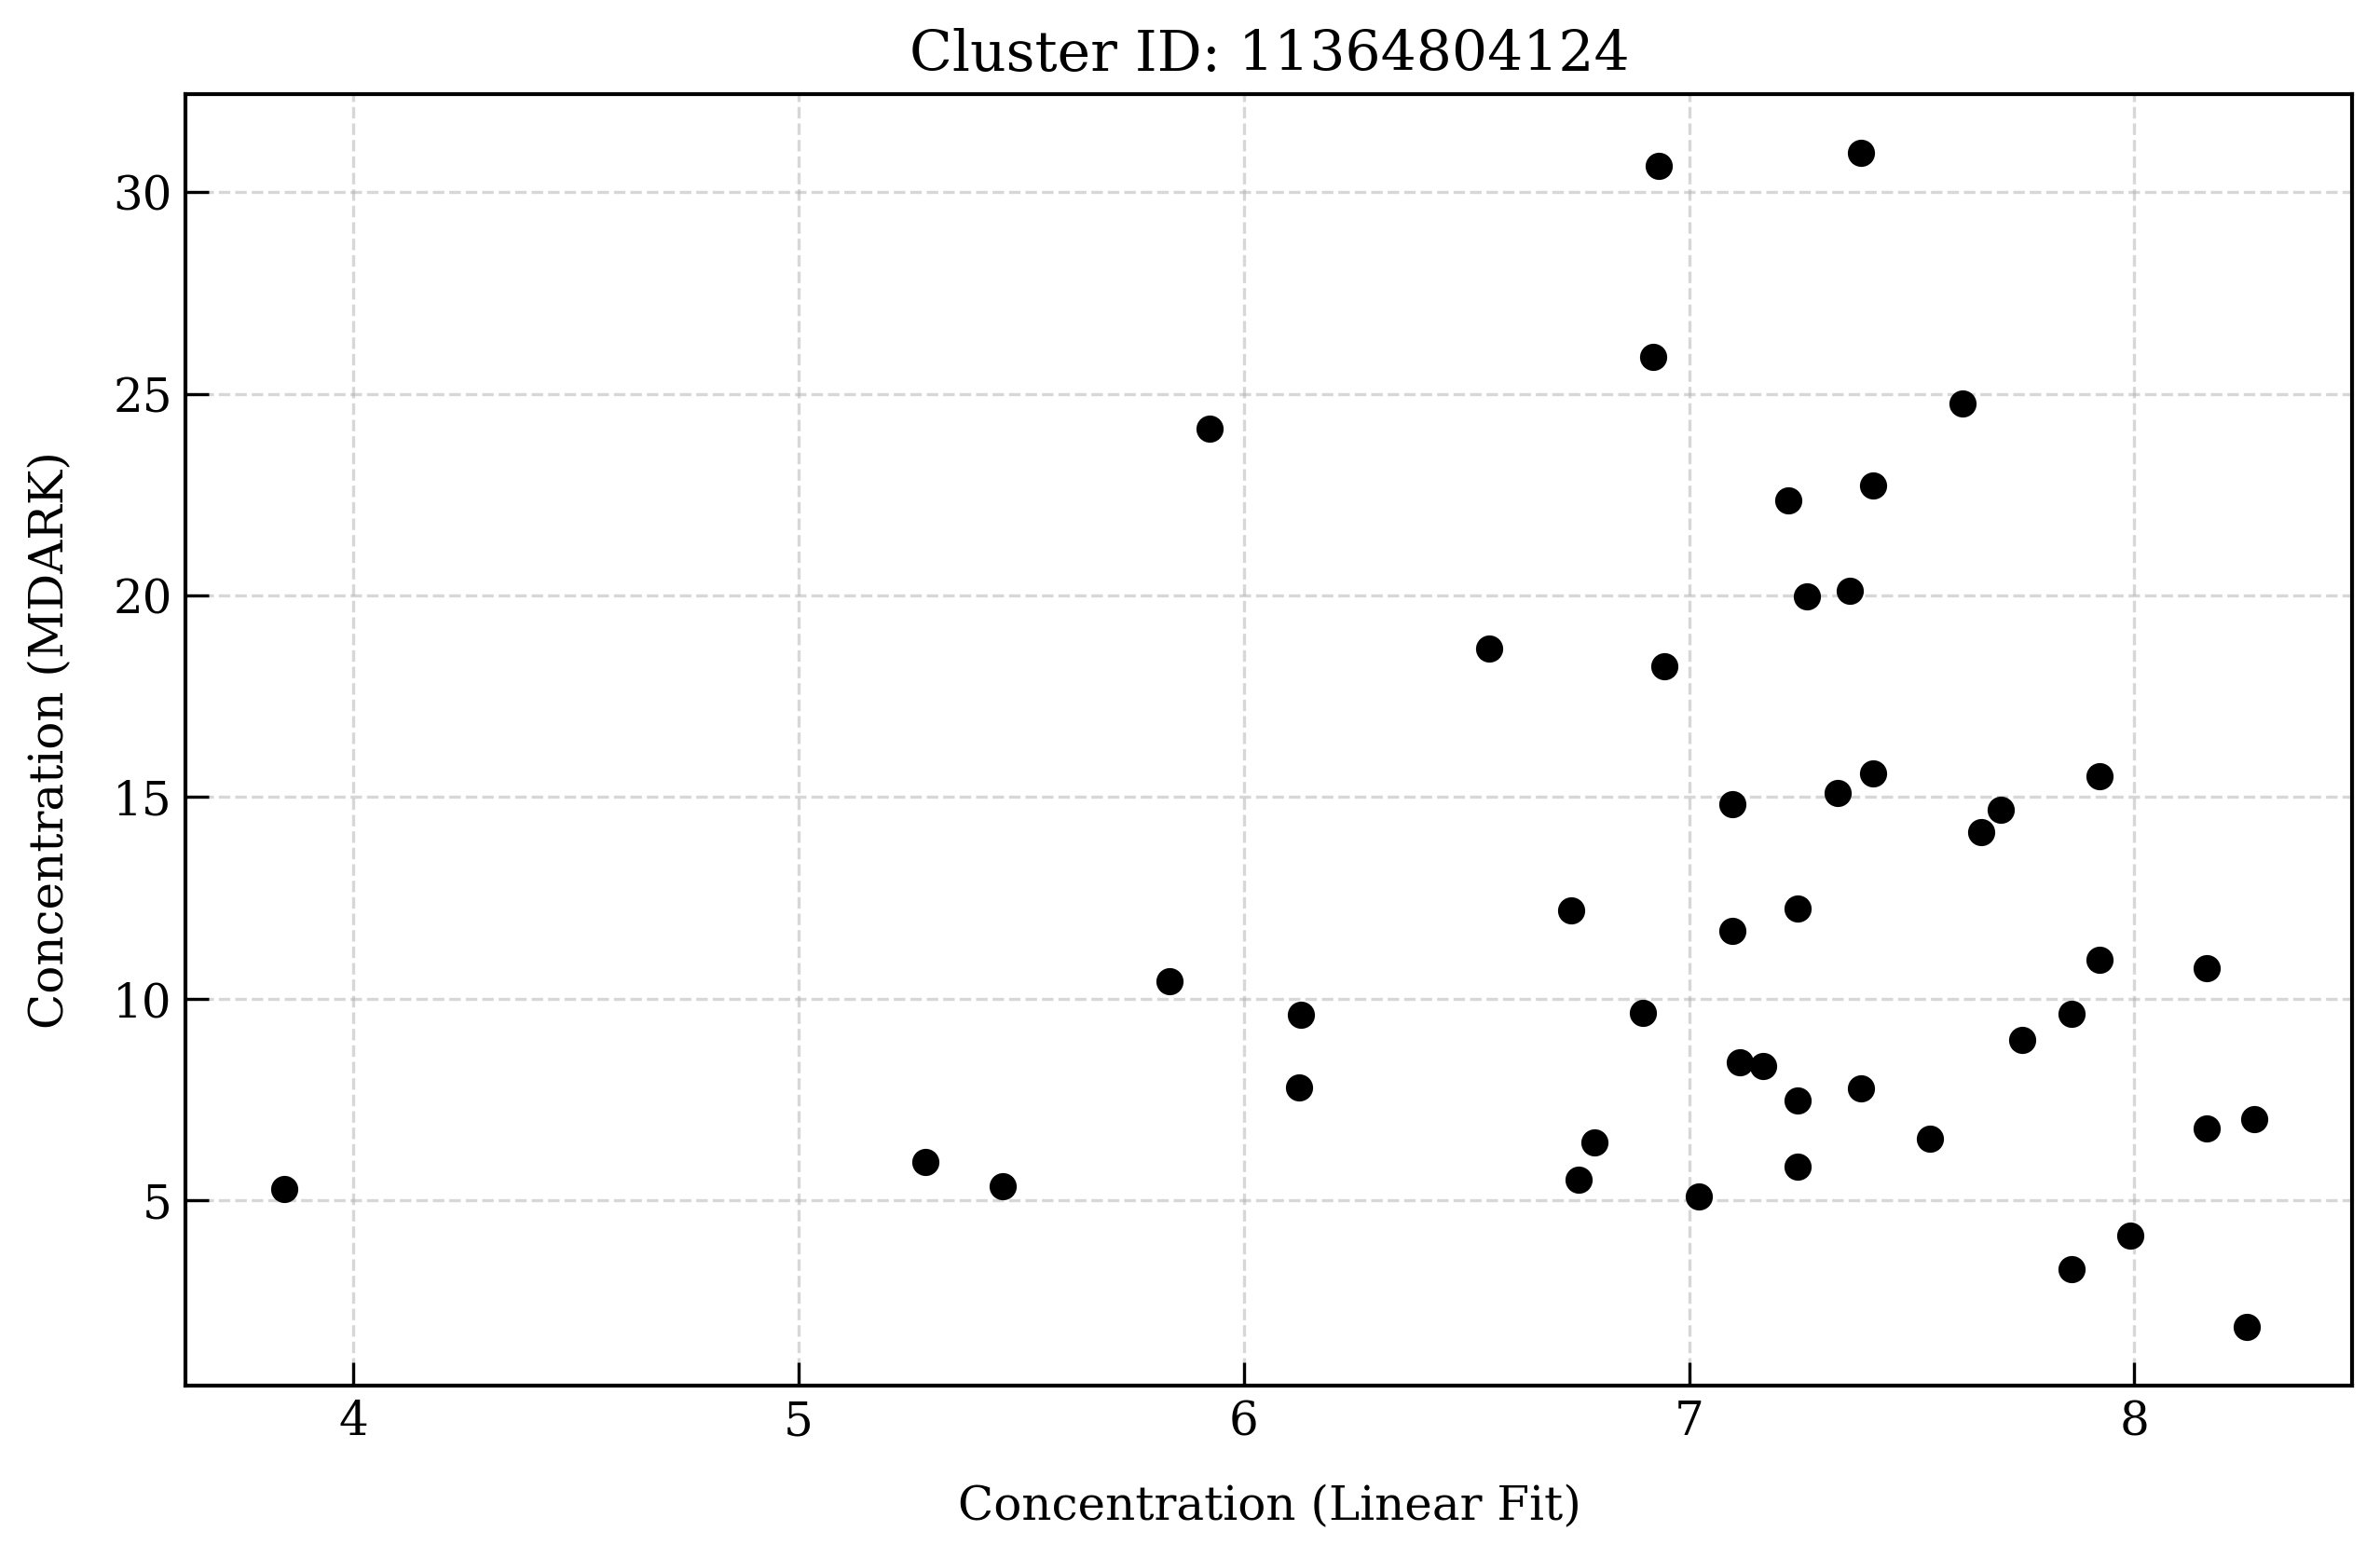 Cluster ID: 11364804124
30
25
20
15
10
5
Concentration (MDARK)
4 5 6 7 8
Concentration (Linear Fit)